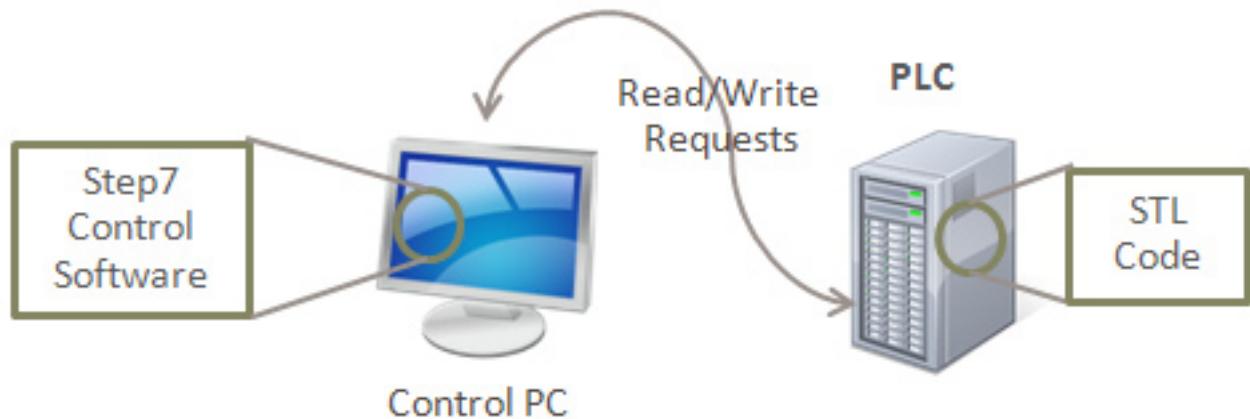 Step7
Control
Software
Control PC
Read/Write
Requests
PLC
STL
Code